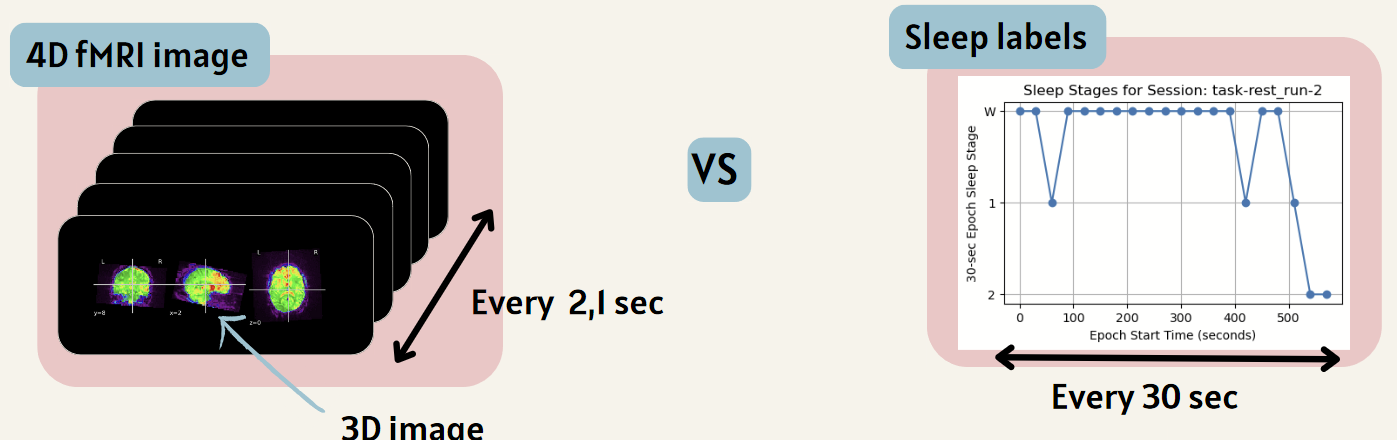 4D fMRI image
L R
L R
y=8 x=2 z=0
Every 2,1 sec
3D image
VS
Sleep labels
Sleep Stages for Session: task-rest_run-2
30-sec Epoch Sleep Stage
W
1
2
0 100 200 300 400 500
Epoch Start Time (seconds)
Every 30 sec